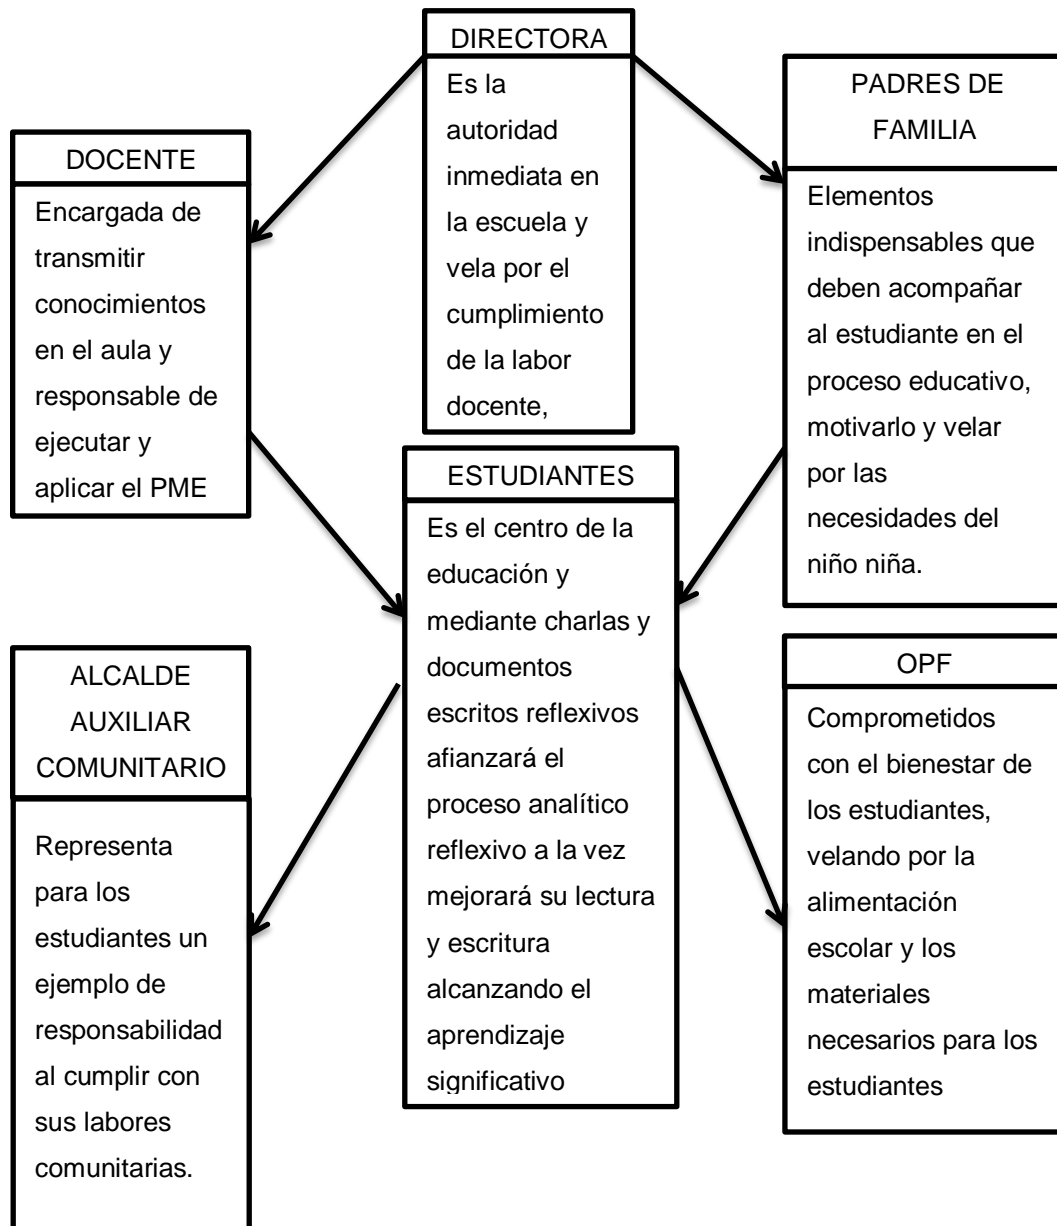 DIRECTORA
Es la
autoridad
inmediata en
la escuela y
vela por el
cumplimiento
de la labor
docente,
PADRES DE
FAMILIA
Elementos
indispensables que
deben acompañar
al estudiante en el
proceso educativo,
motivarlo y velar
por las
necesidades del
niño niña.
DOCENTE
Encargada de
transmitir
conocimientos
en el aula y
responsable de
ejecutar y
aplicar el PME
ESTUDIANTES
Es el centro de la
educación y
mediante charlas y
documentos
escritos reflexivos
afianzará el
proceso analítico
reflexivo a la vez
mejorará su lectura
y escritura
alcanzando el
aprendizaje
significativo
ALCALDE
AUXILIAR
COMUNITARIO
Representa
para los
estudiantes un
ejemplo de
responsabilidad
al cumplir con
sus labores
comunitarias.
OPF
Comprometidos
con el bienestar de
los estudiantes,
velando por la
alimentación
escolar y los
materiales
necesarios para los
estudiantes